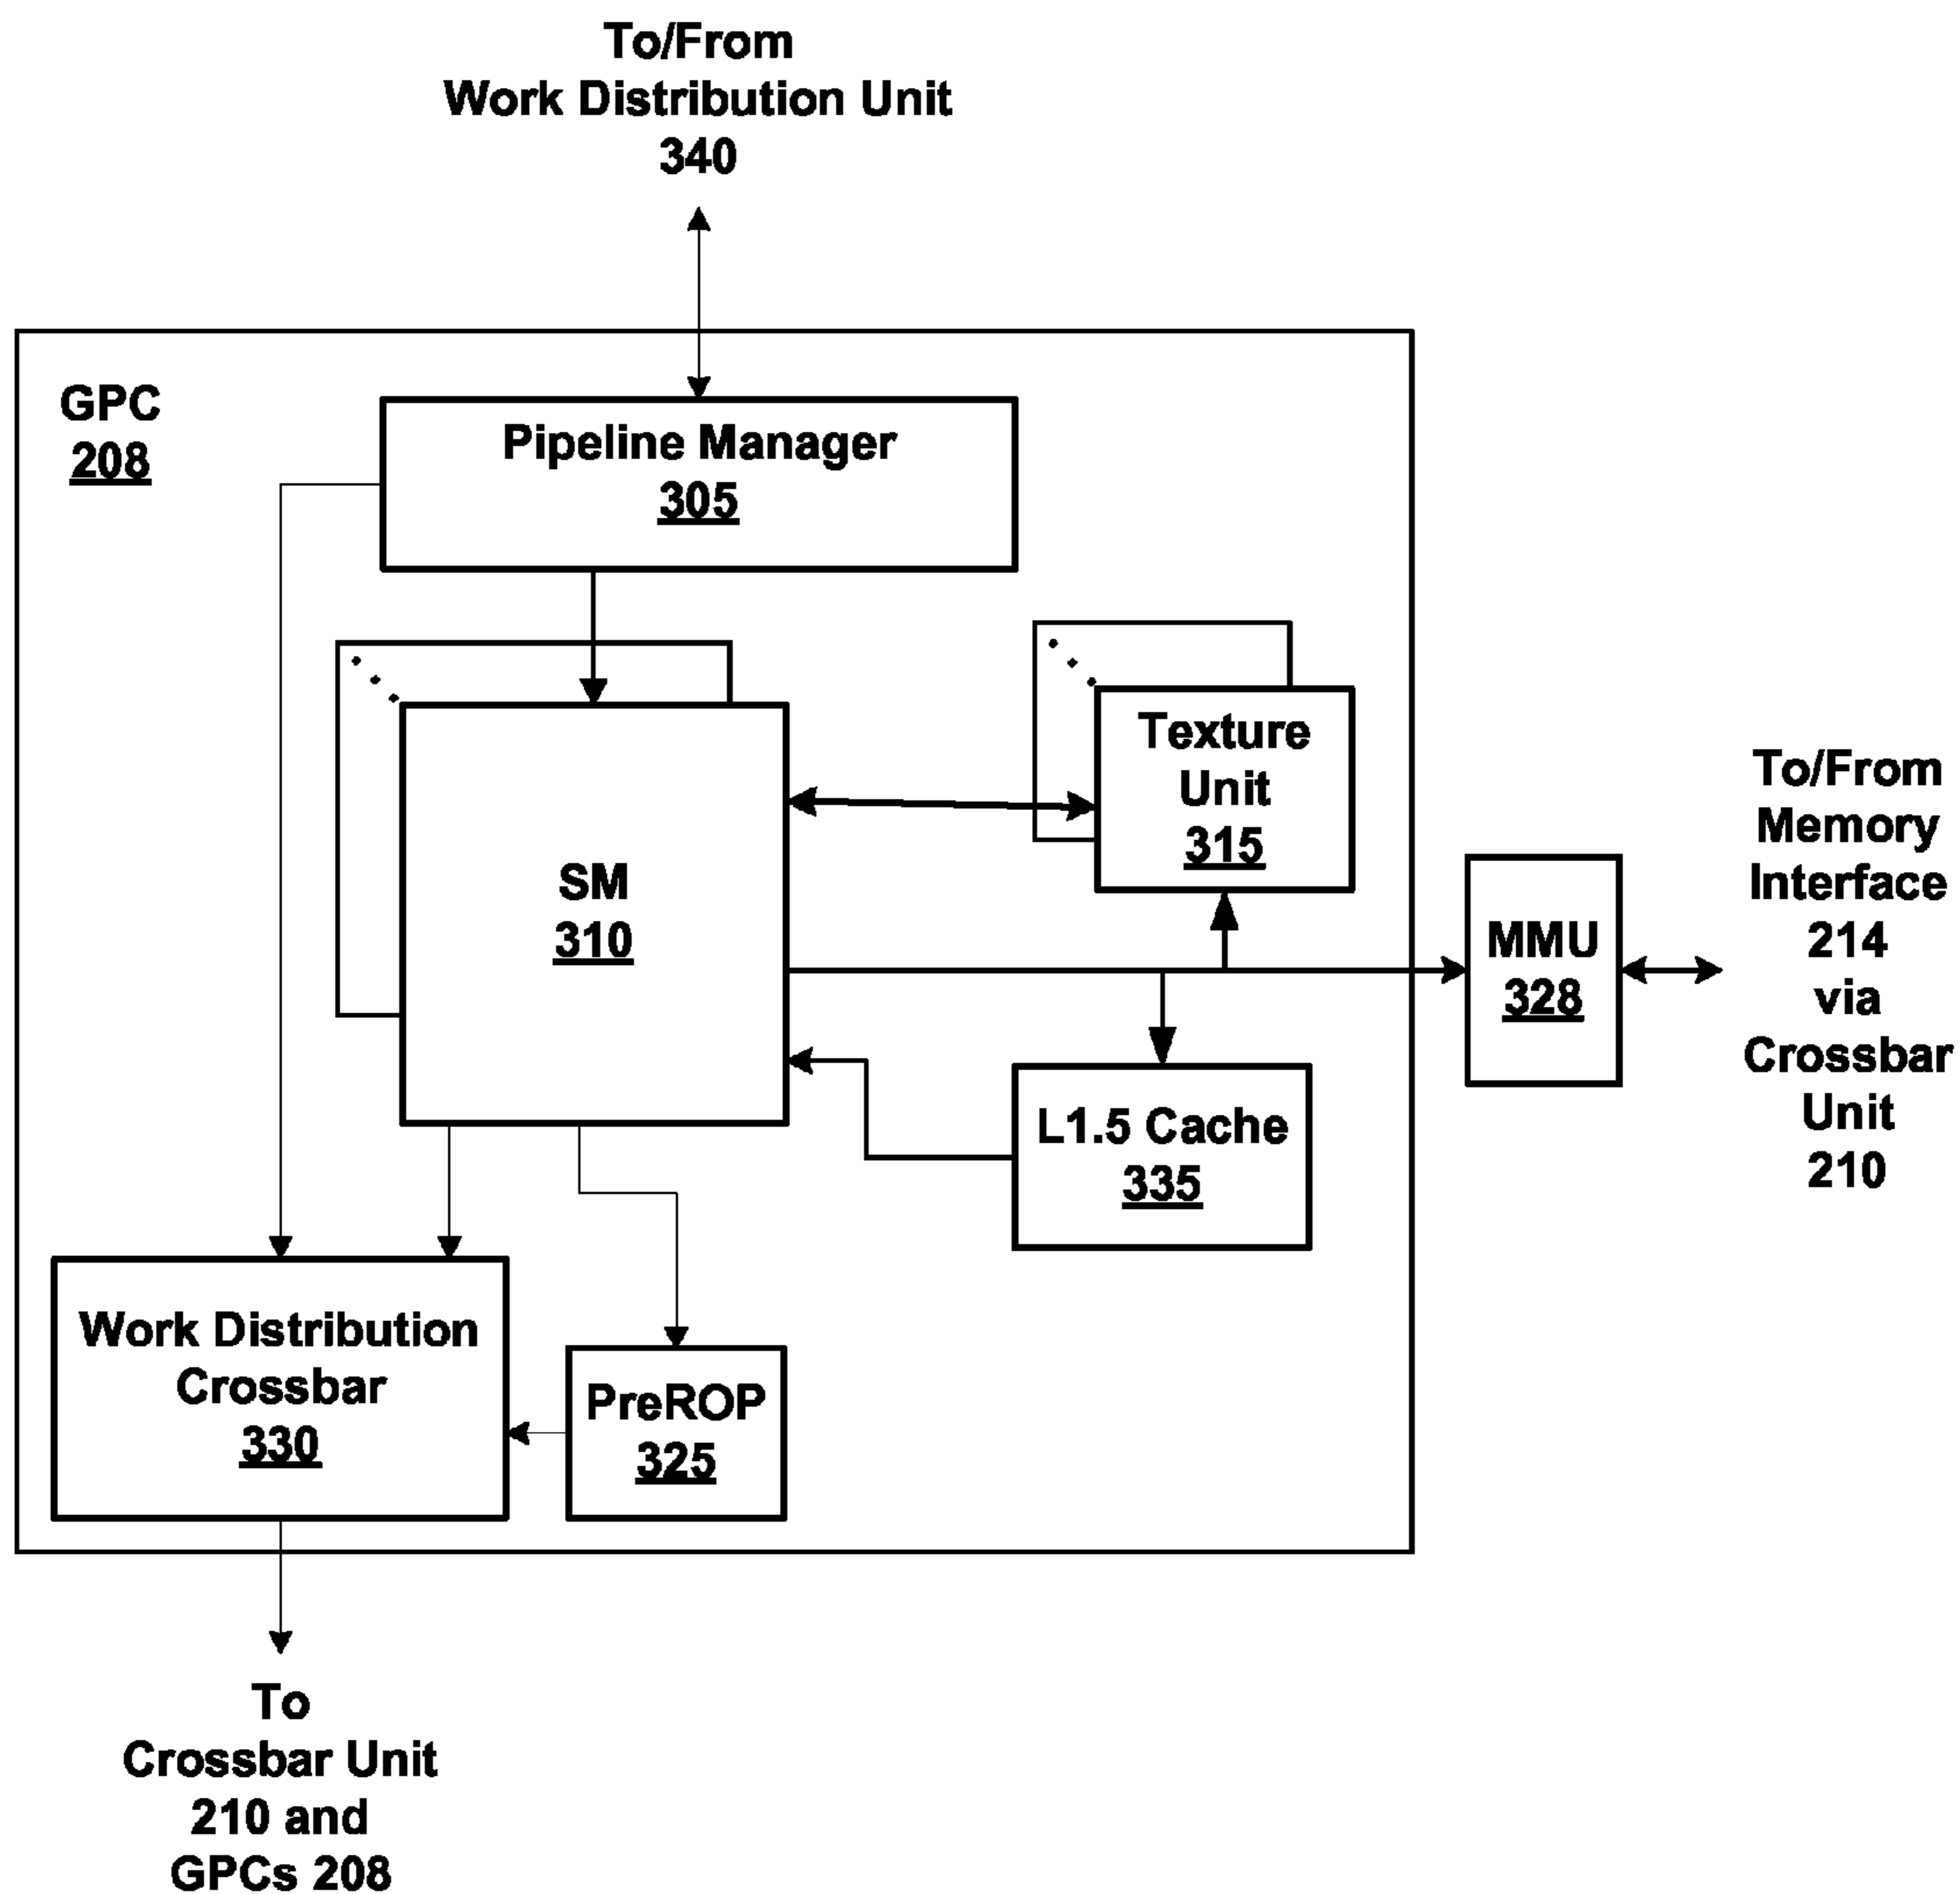 To/From
Work Distribution Unit
340
GPC
208
Pipeline Manager
305
Texture
Unit
315
SM
310
To/From
Memory
Interface
214
via
Crossbar
Unit
210
MMU
328
L1.5 Cache
335
Work Distribution
Crossbar
330
PreROP
325
To
Crossbar Unit
210 and
GPCs 208